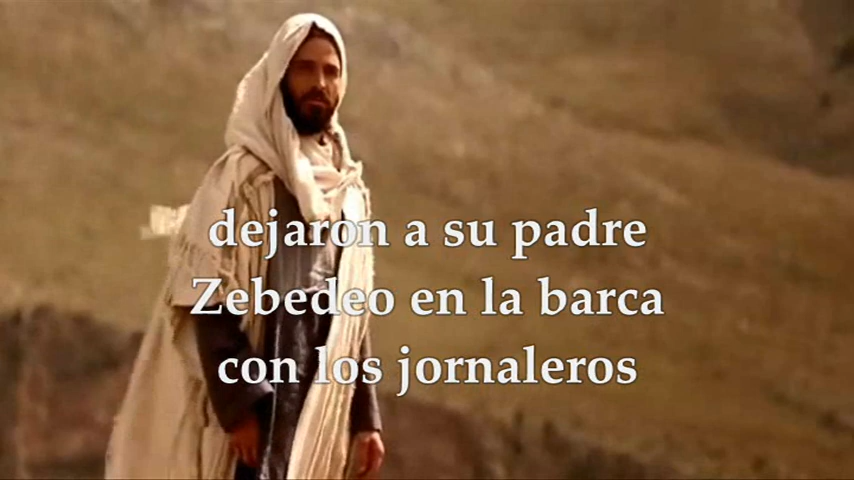 dejaron a su padre
Zebedeo en la barca
con los jornaleros